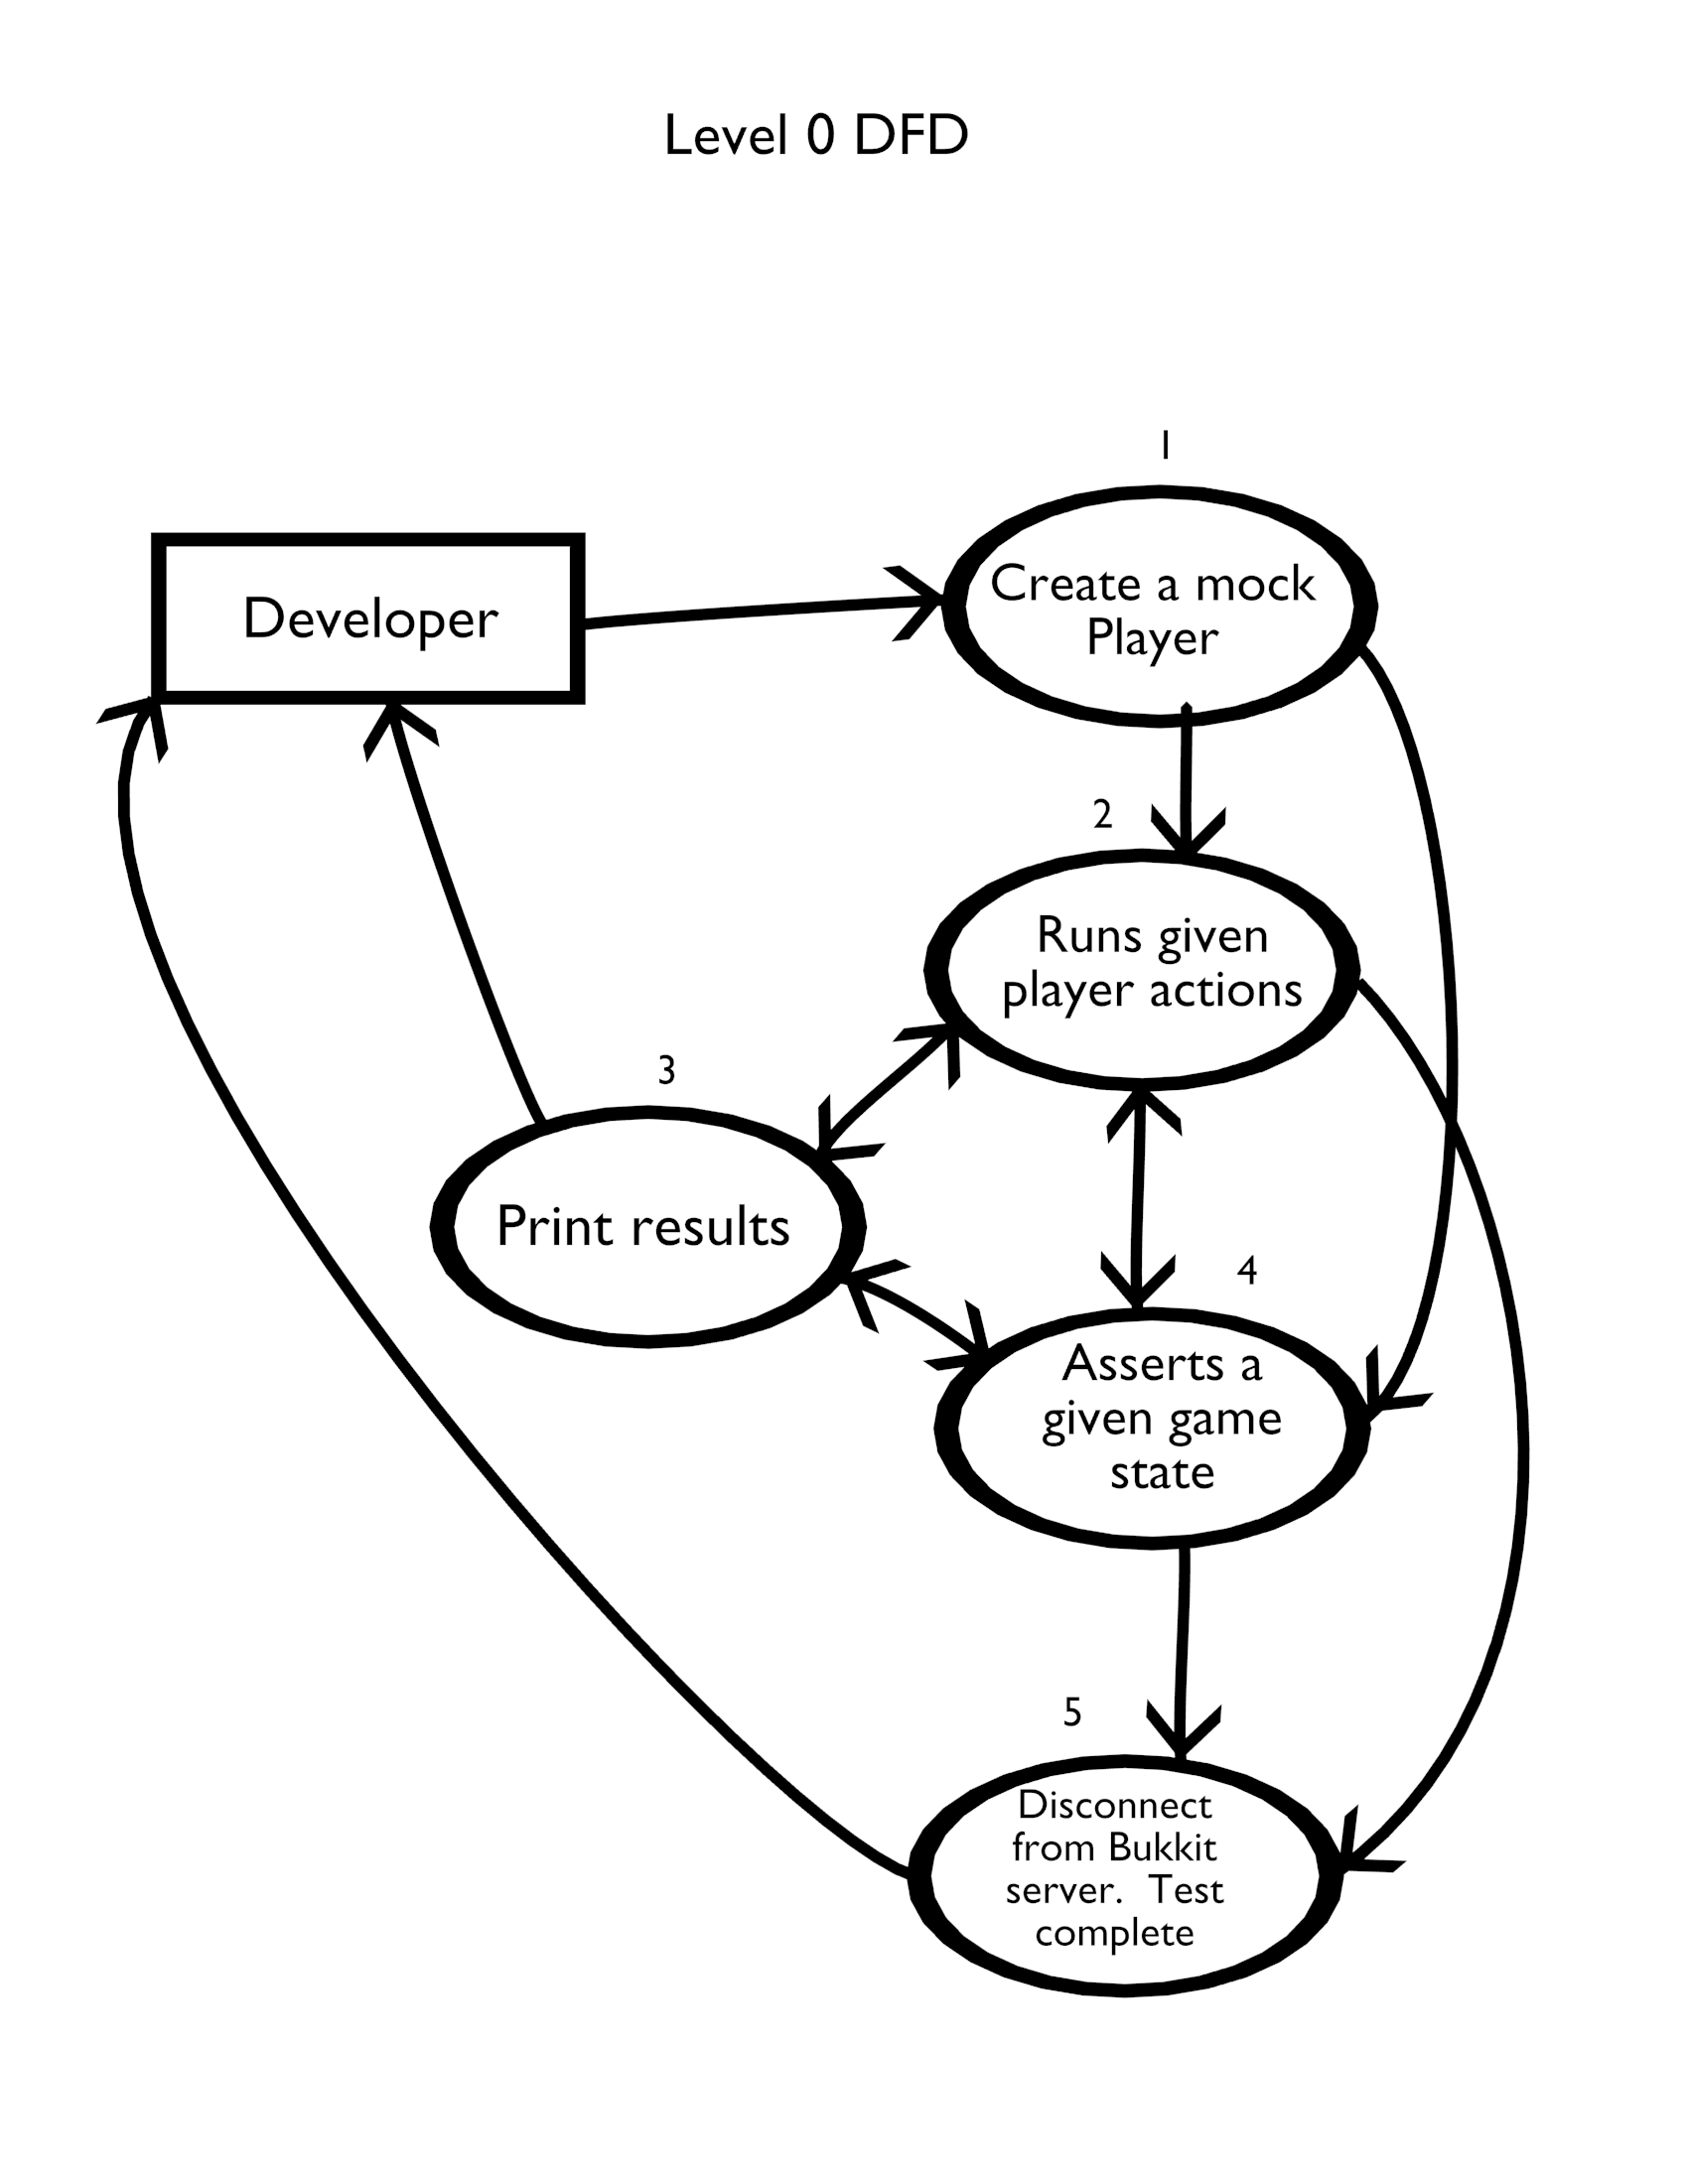 Level 0 DFD
1
Developer
Create a mock
Player
2
Runs given
player actions
3
Print results
4
Asserts a
given game
state
5
Disconnect
from Bukkit
server.  Test
complete